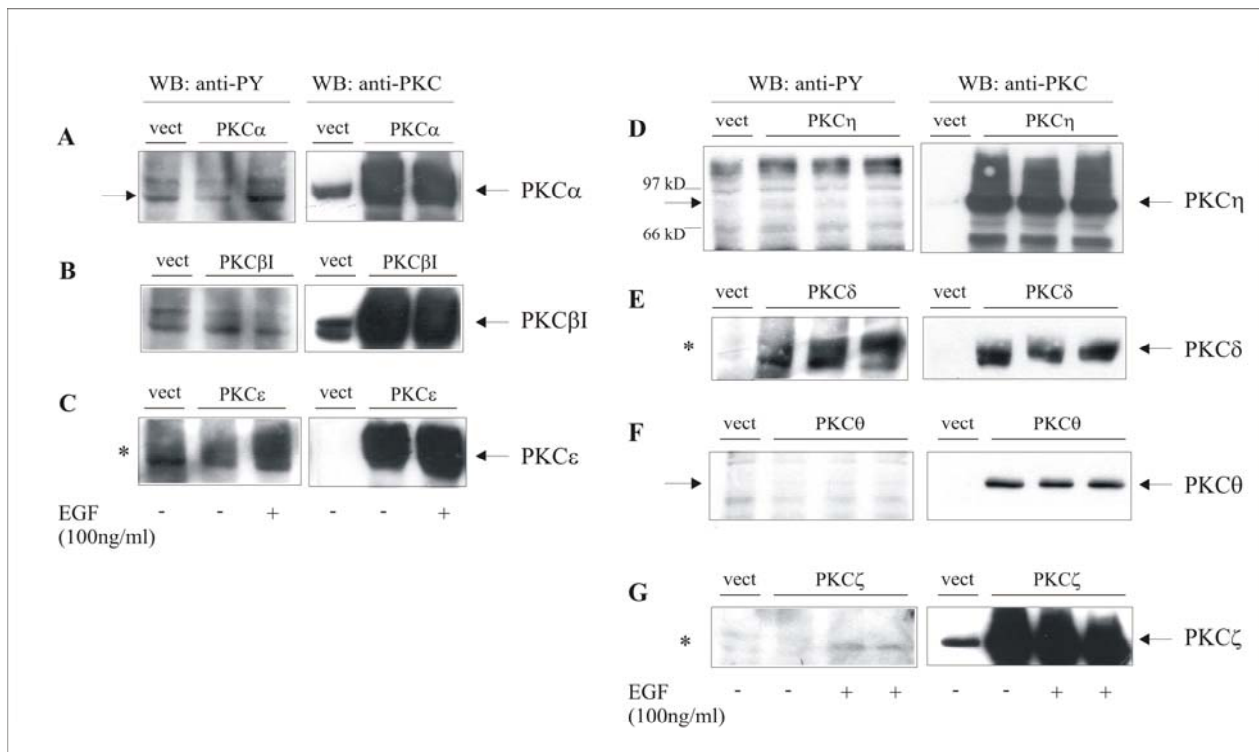 WB: anti-PY WB: anti-PKC
A vect PKCα vect PKCα
PKCα
B vect PKCβI vect PKCβI
PKCβI
C vect PKCε vect PKCε
*
PKCε
EGF - - + - - +
(100ng/ml)
WB: anti-PY WB: anti-PKC
D vect PKCη vect PKCη
97 kD
66 kD
PKCη
E vect PKCδ vect PKCδ
*
PKCδ
F vect PKCθ vect PKCθ
PKCθ
G vect PKCζ vect PKCζ
*
PKCζ
EGF - - + + - - + +
(100ng/ml)